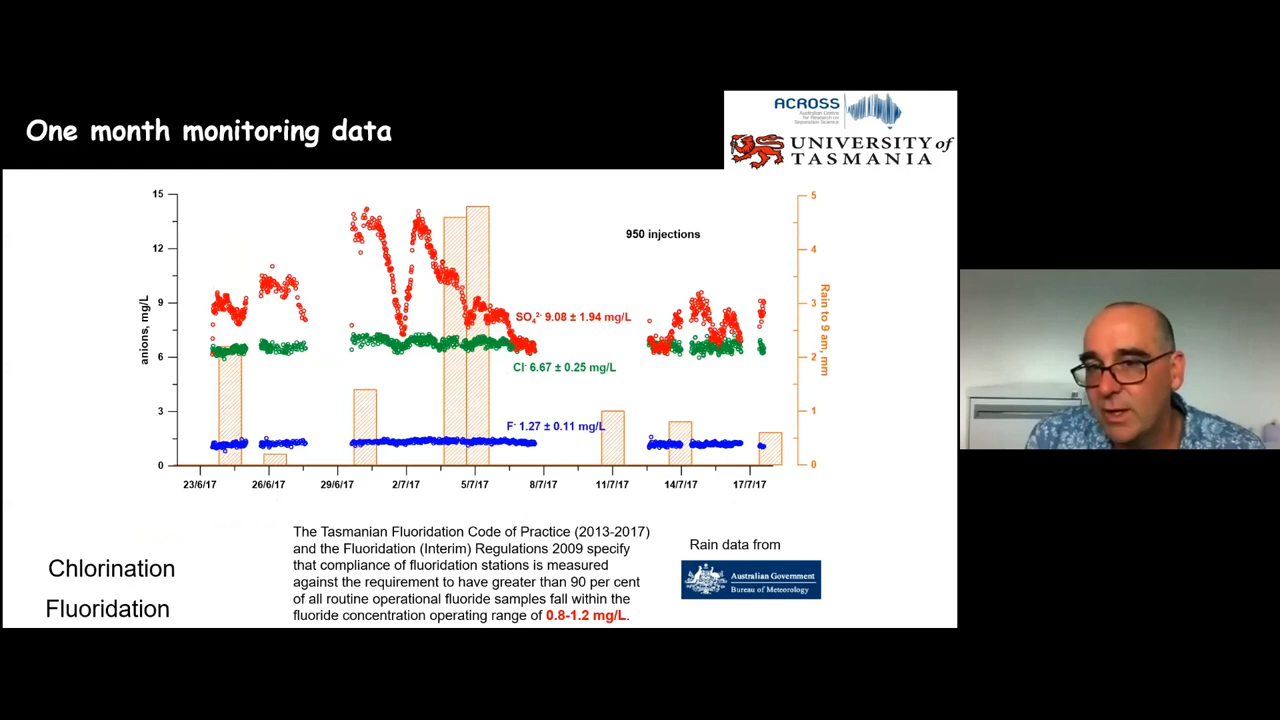 One month monitoring data
ACROSS
Australian Centre
for Research on
Separation Science
UNIVERSITY of
TASMANIA
950 injections
15
12
9
6
3
0
anions, mg/L
SO₄²⁻ 9.08 ± 1.94 mg/L
Cl⁻ 6.67 ± 0.25 mg/L
F⁻ 1.27 ± 0.11 mg/L
5
4
3
2
1
0
Rain to 9 am, mm
23/6/17 26/6/17 29/6/17 2/7/17 5/7/17 8/7/17 11/7/17 14/7/17 17/7/17
Chlorination
Fluoridation
The Tasmanian Fluoridation Code of Practice (2013-2017)
and the Fluoridation (Interim) Regulations 2009 specify
that compliance of fluoridation stations is measured
against the requirement to have greater than 90 per cent
of all routine operational fluoride samples fall within the
fluoride concentration operating range of 0.8-1.2 mg/L.
Rain data from
Australian Government
Bureau of Meteorology